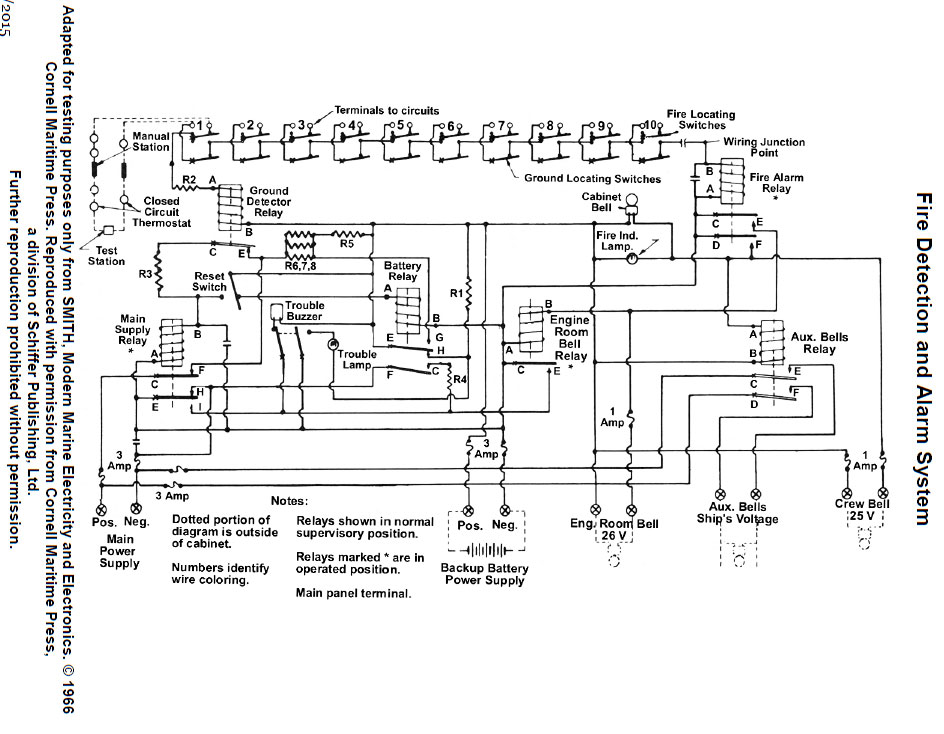 Fire Detection and Alarm System
Terminals to circuits
Fire Locating
Switches
1 2 3 4 5 6 7 8 9 10
Manual
Station
Wiring Junction
Point
Ground Locating Switches
R2
A
B
C
E
Ground
Detector
Relay
Closed
Circuit
Thermostat
Test
Station
Cabinet
Bell
Fire Ind.
Lamp.
B
A
C
D
E
F
Fire Alarm
Relay
*
R3
R5
R6,7,8
Reset
Switch
Battery
Relay
A
B
G
E
H
F
C
R4
R1
Trouble
Buzzer
Trouble
Lamp
Main
Supply
Relay
*
A
B
C
F
H
E
I
B
A
C
E
Engine
Room
Bell
Relay
*
Aux. Bells
Relay
A
B
C
E
F
D
3
Amp
3 Amp
3
Amp
1
Amp
1
Amp
Pos. Neg.
Main
Power
Supply
Pos. Neg.
Backup Battery
Power Supply
Eng. Room Bell
26 V
Aux. Bells
Ship's Voltage
Crew Bell
25 V
Notes:
Dotted portion of
diagram is outside
of cabinet.
Numbers identify
wire coloring.
Relays shown in normal
supervisory position.
Relays marked * are in
operated position.
Main panel terminal.
Adapted for testing purposes only from SMITH, Modern Marine Electricity and Electronics. © 1966
Cornell Maritime Press. Reproduced with permission from Cornell Maritime Press,
a division of Schiffer Publishing, Ltd.
Further reproduction prohibited without permission.
/2015